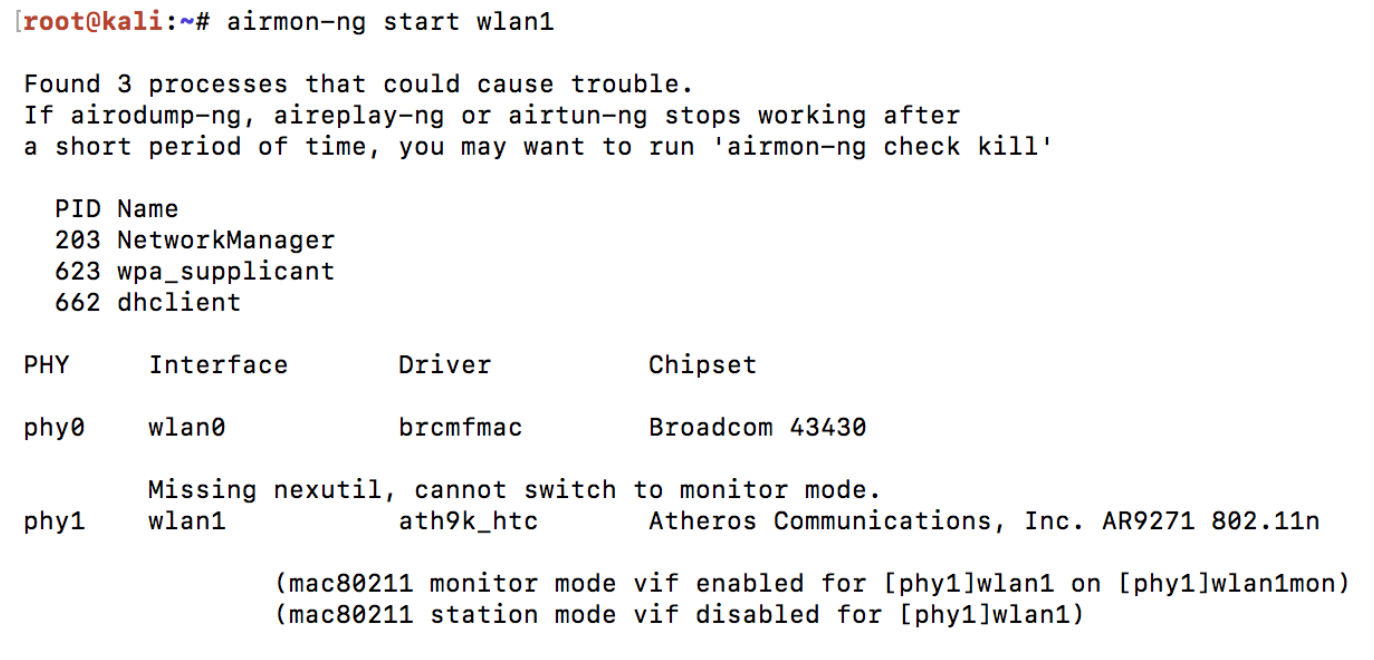 [root@kali:~# airmon-ng start wlan1
Found 3 processes that could cause trouble.
If airodump-ng, aireplay-ng or airtun-ng stops working after
a short period of time, you may want to run 'airmon-ng check kill'
PID Name
203 NetworkManager
623 wpa_supplicant
662 dhclient
PHY Interface Driver Chipset
phy0 wlan0 brcmfmac Broadcom 43430
Missing nexutil, cannot switch to monitor mode.
phy1 wlan1 ath9k_htc Atheros Communications, Inc. AR9271 802.11n
(mac80211 monitor mode vif enabled for [phy1]wlan1 on [phy1]wlan1mon)
(mac80211 station mode vif disabled for [phy1]wlan1)